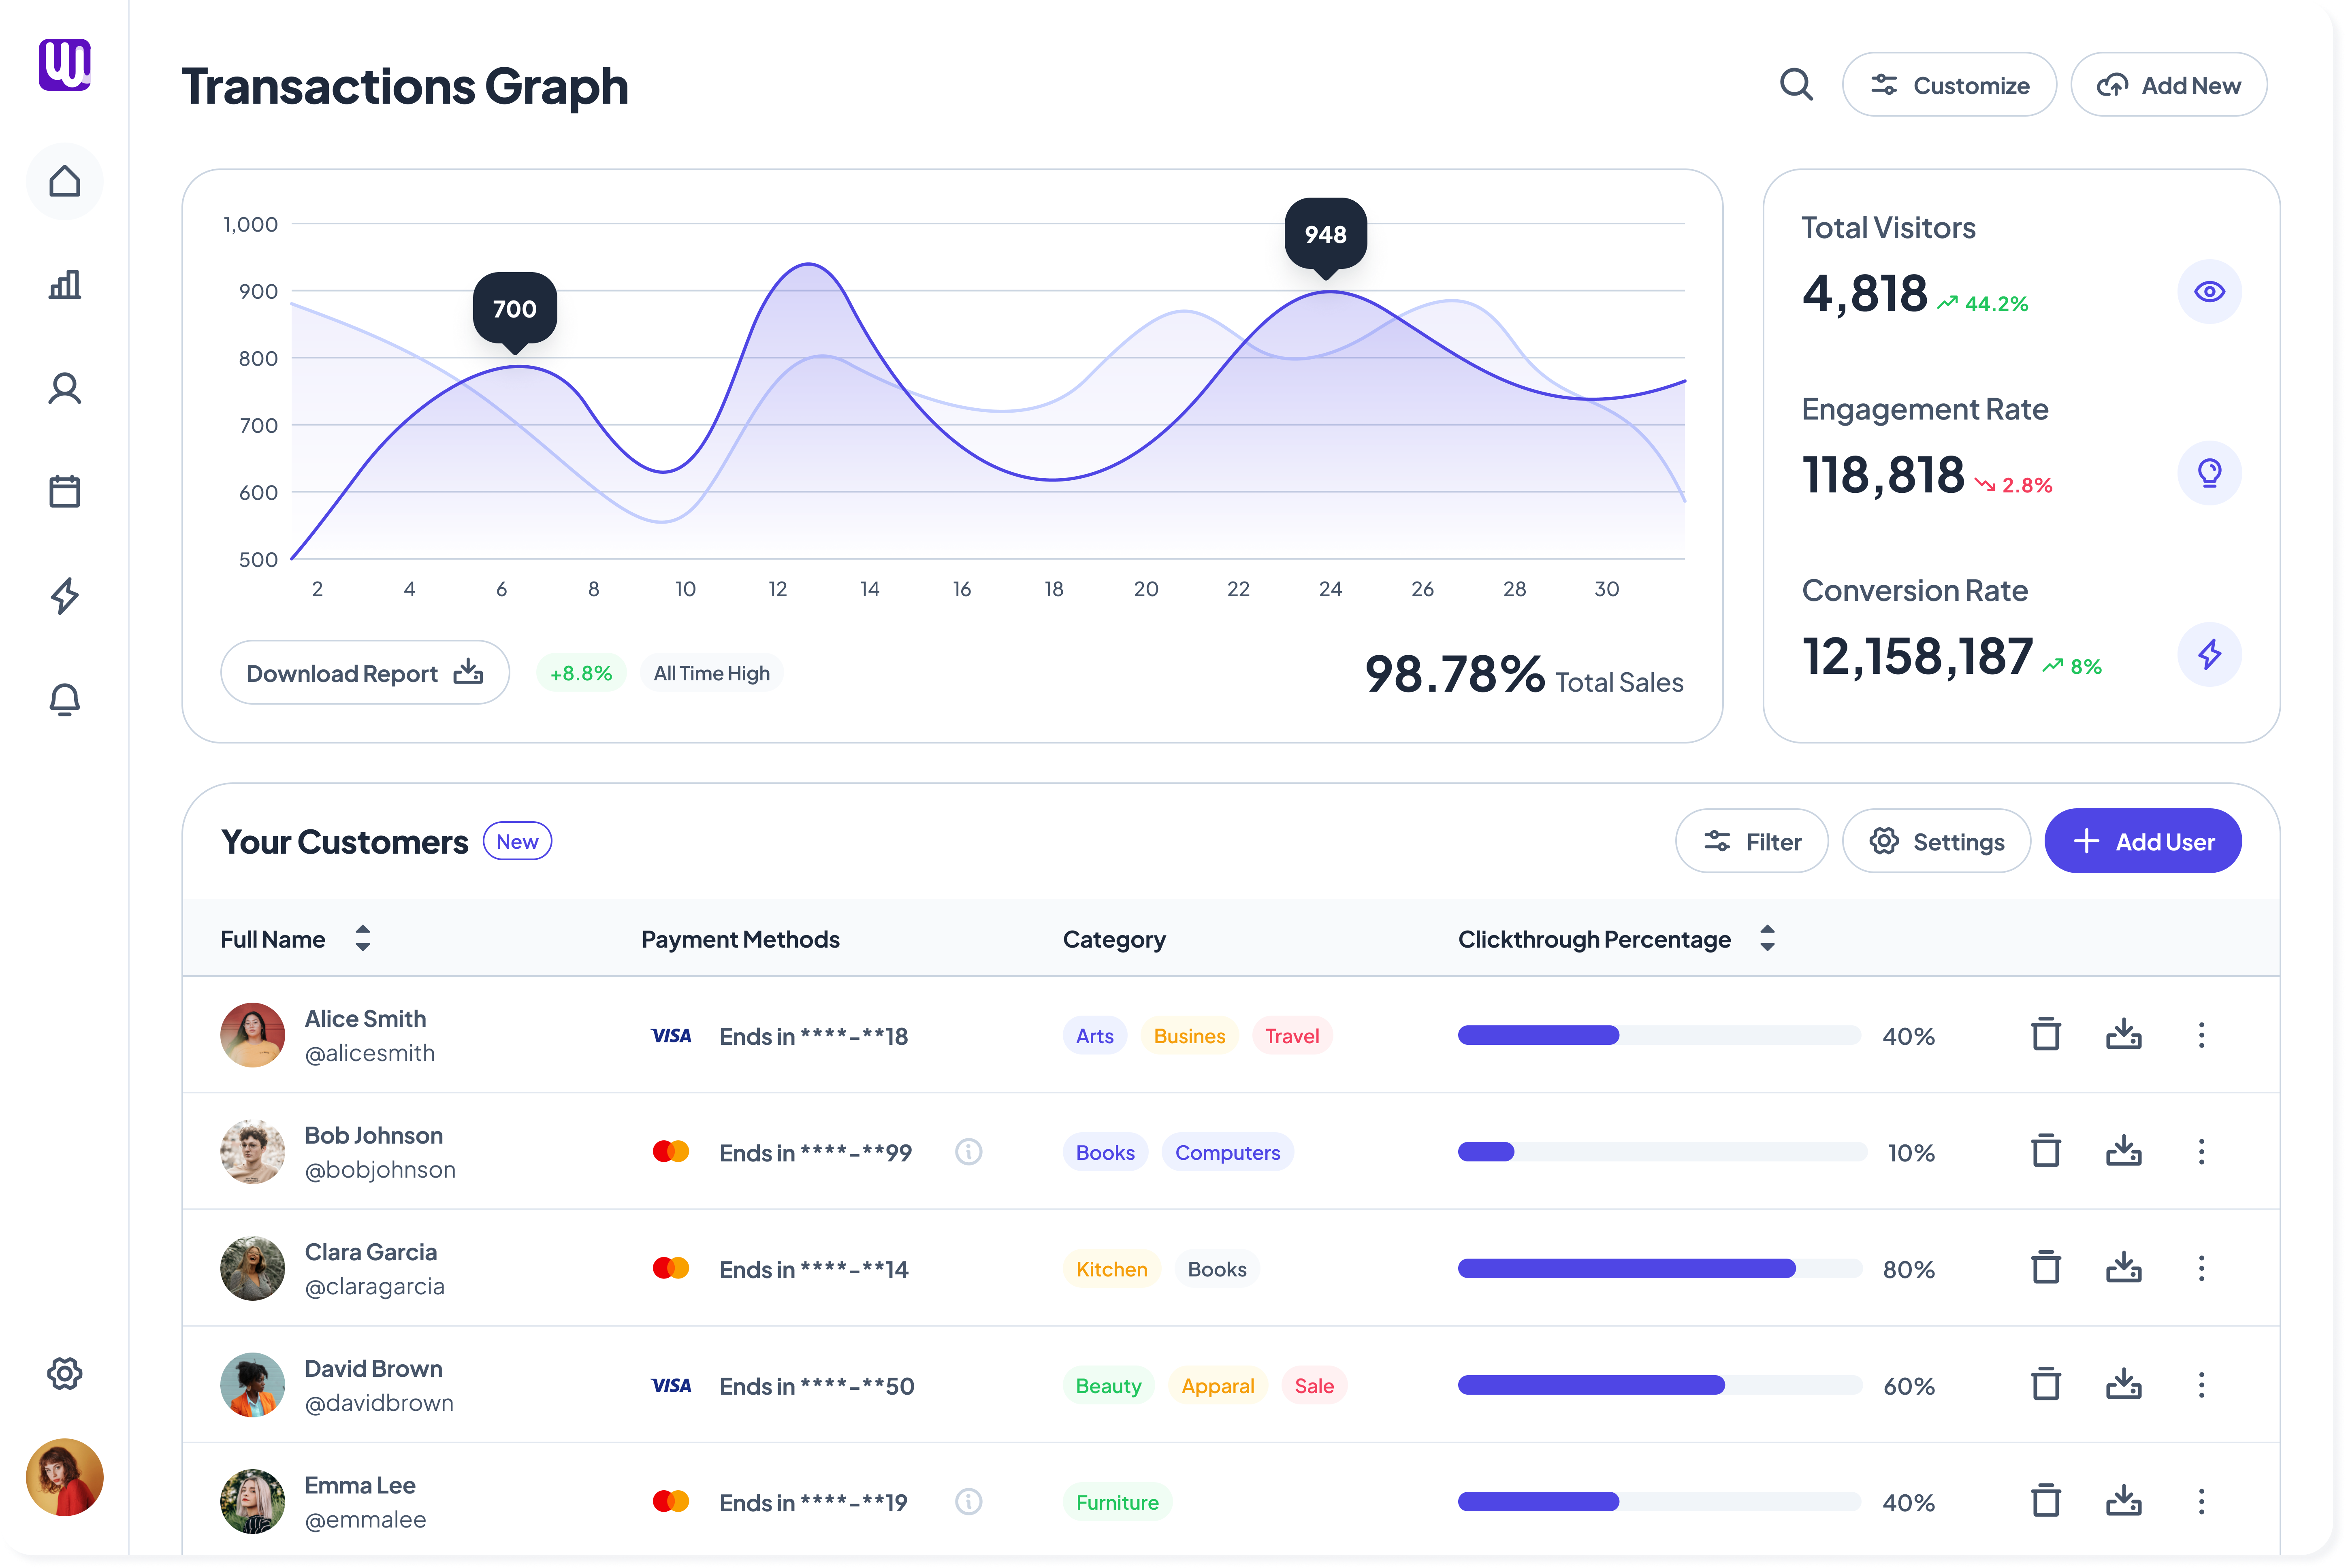 Transactions Graph
Customize
Add New
1,000
900
800
700
600
500
700
948
2 4 6 8 10 12 14 16 18 20 22 24 26 28 30
Download Report
+8.8%
All Time High
98.78% Total Sales
Total Visitors
4,818 44.2%
Engagement Rate
118,818 2.8%
Conversion Rate
12,158,187 8%
Your Customers New
Filter
Settings
Add User
Full Name Payment Methods Category Clickthrough Percentage
Alice Smith
@alicesmith
VISA Ends in ****-**18
Arts Busines Travel
40%
Bob Johnson
@bobjohnson
Ends in ****-**99
Books Computers
10%
Clara Garcia
@claragarcia
Ends in ****-**14
Kitchen Books
80%
David Brown
@davidbrown
VISA Ends in ****-**50
Beauty Apparal Sale
60%
Emma Lee
@emmalee
Ends in ****-**19
Furniture
40%